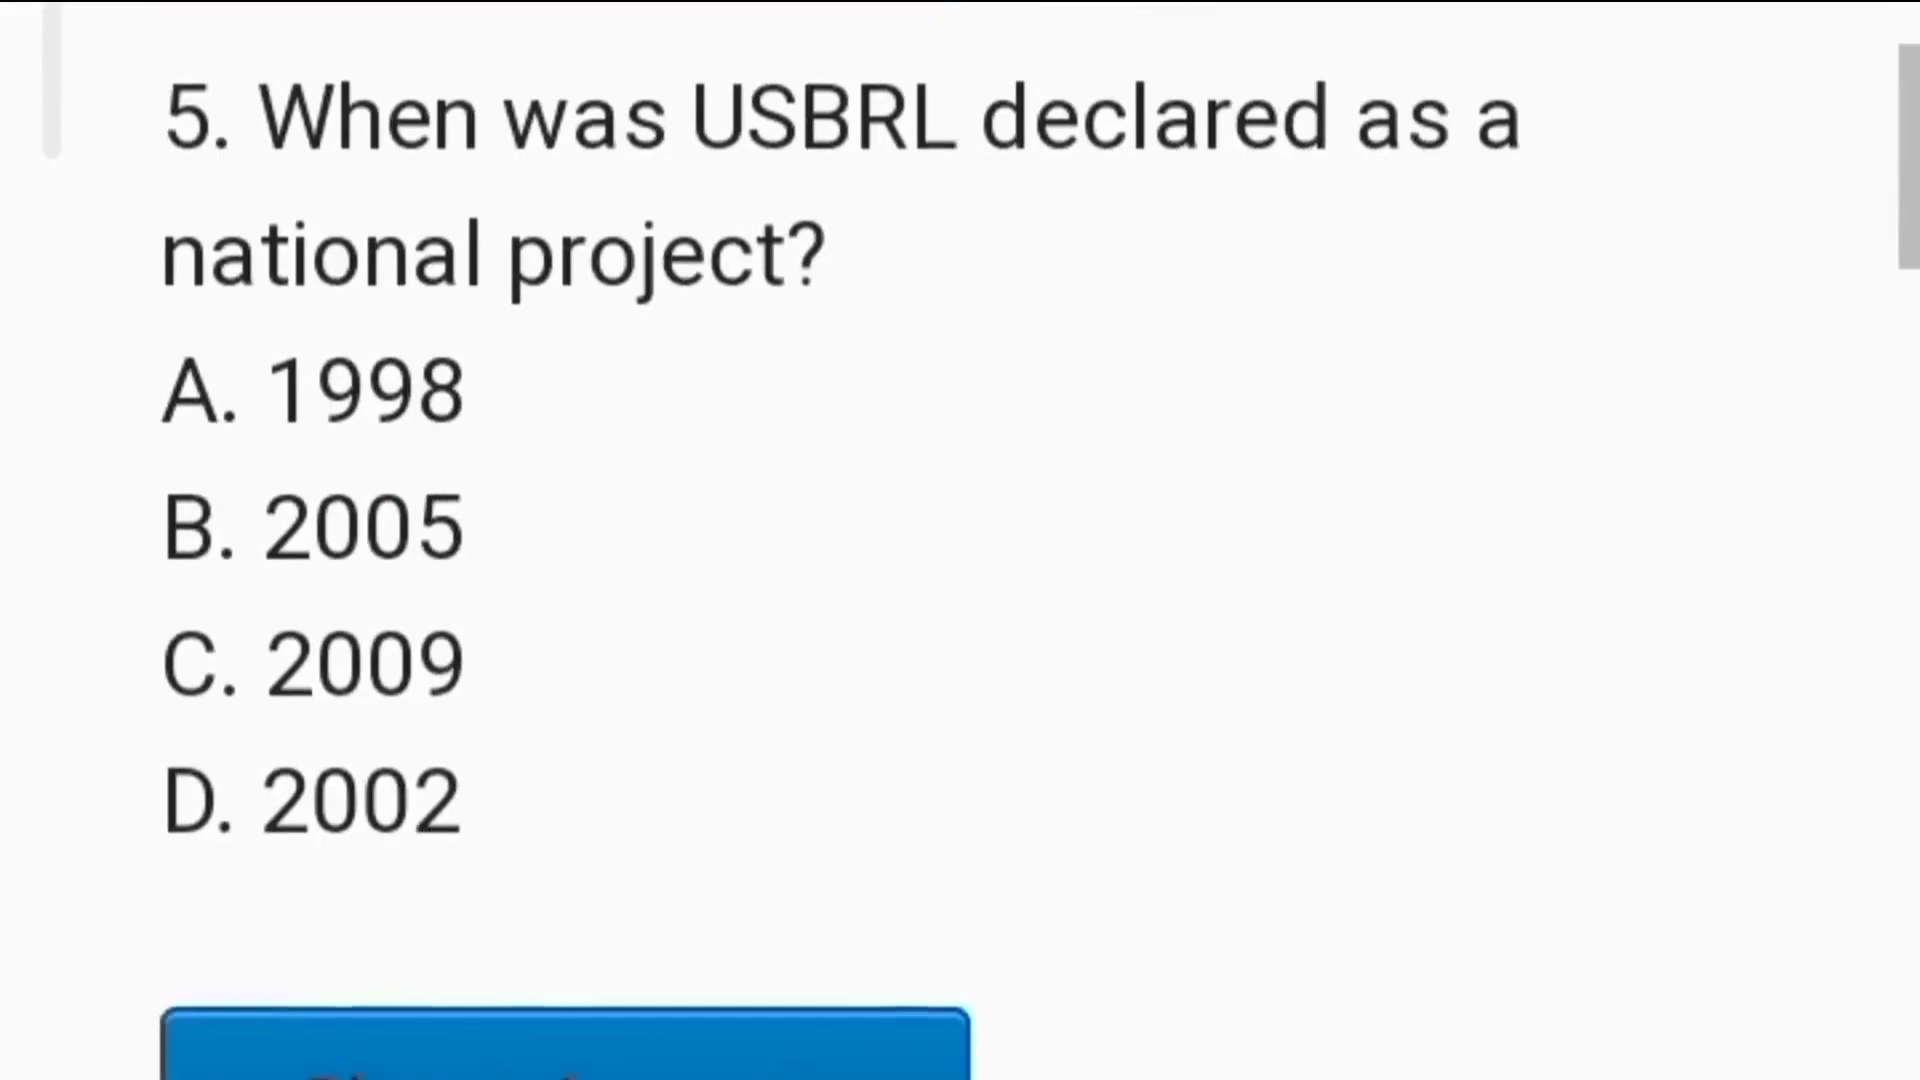 5. When was USBRL declared as a
national project?
A. 1998
B. 2005
C. 2009
D. 2002